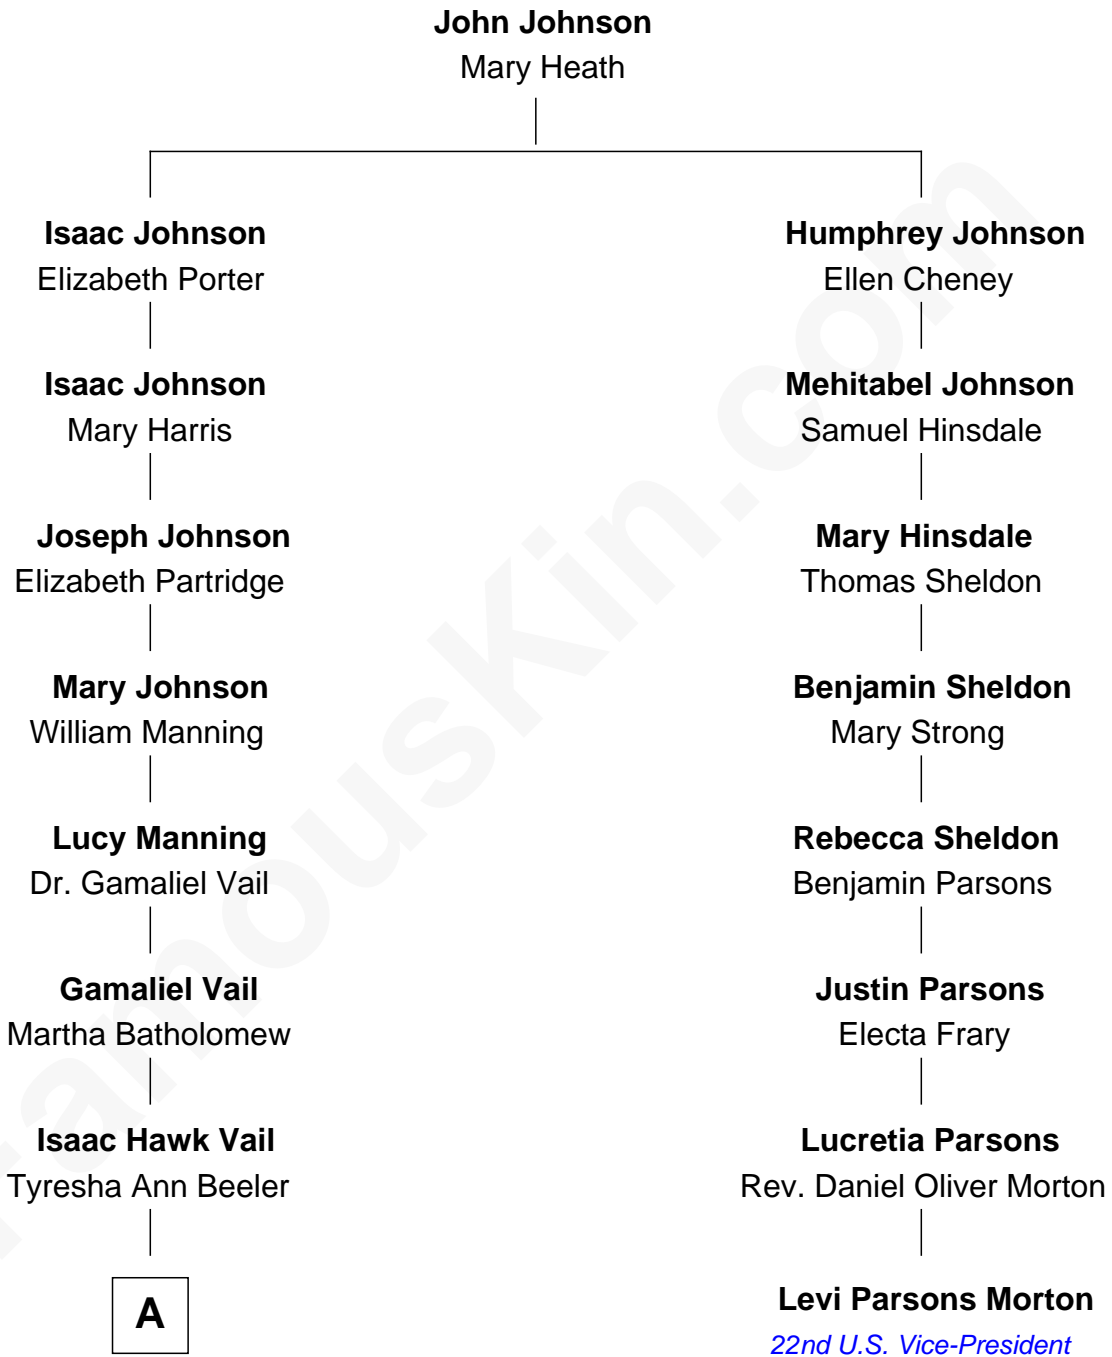 John Johnson
Mary Heath
Isaac Johnson
Elizabeth Porter
Humphrey Johnson
Ellen Cheney
Isaac Johnson
Mary Harris
Mehitabel Johnson
Samuel Hinsdale
Joseph Johnson
Elizabeth Partridge
Mary Hinsdale
Thomas Sheldon
Mary Johnson
William Manning
Benjamin Sheldon
Mary Strong
Lucy Manning
Dr. Gamaliel Vail
Rebecca Sheldon
Benjamin Parsons
Gamaliel Vail
Martha Batholomew
Justin Parsons
Electa Frary
Isaac Hawk Vail
Tyresha Ann Beeler
Lucretia Parsons
Rev. Daniel Oliver Morton
A
Levi Parsons Morton
22nd U.S. Vice-President
FamousKin.com